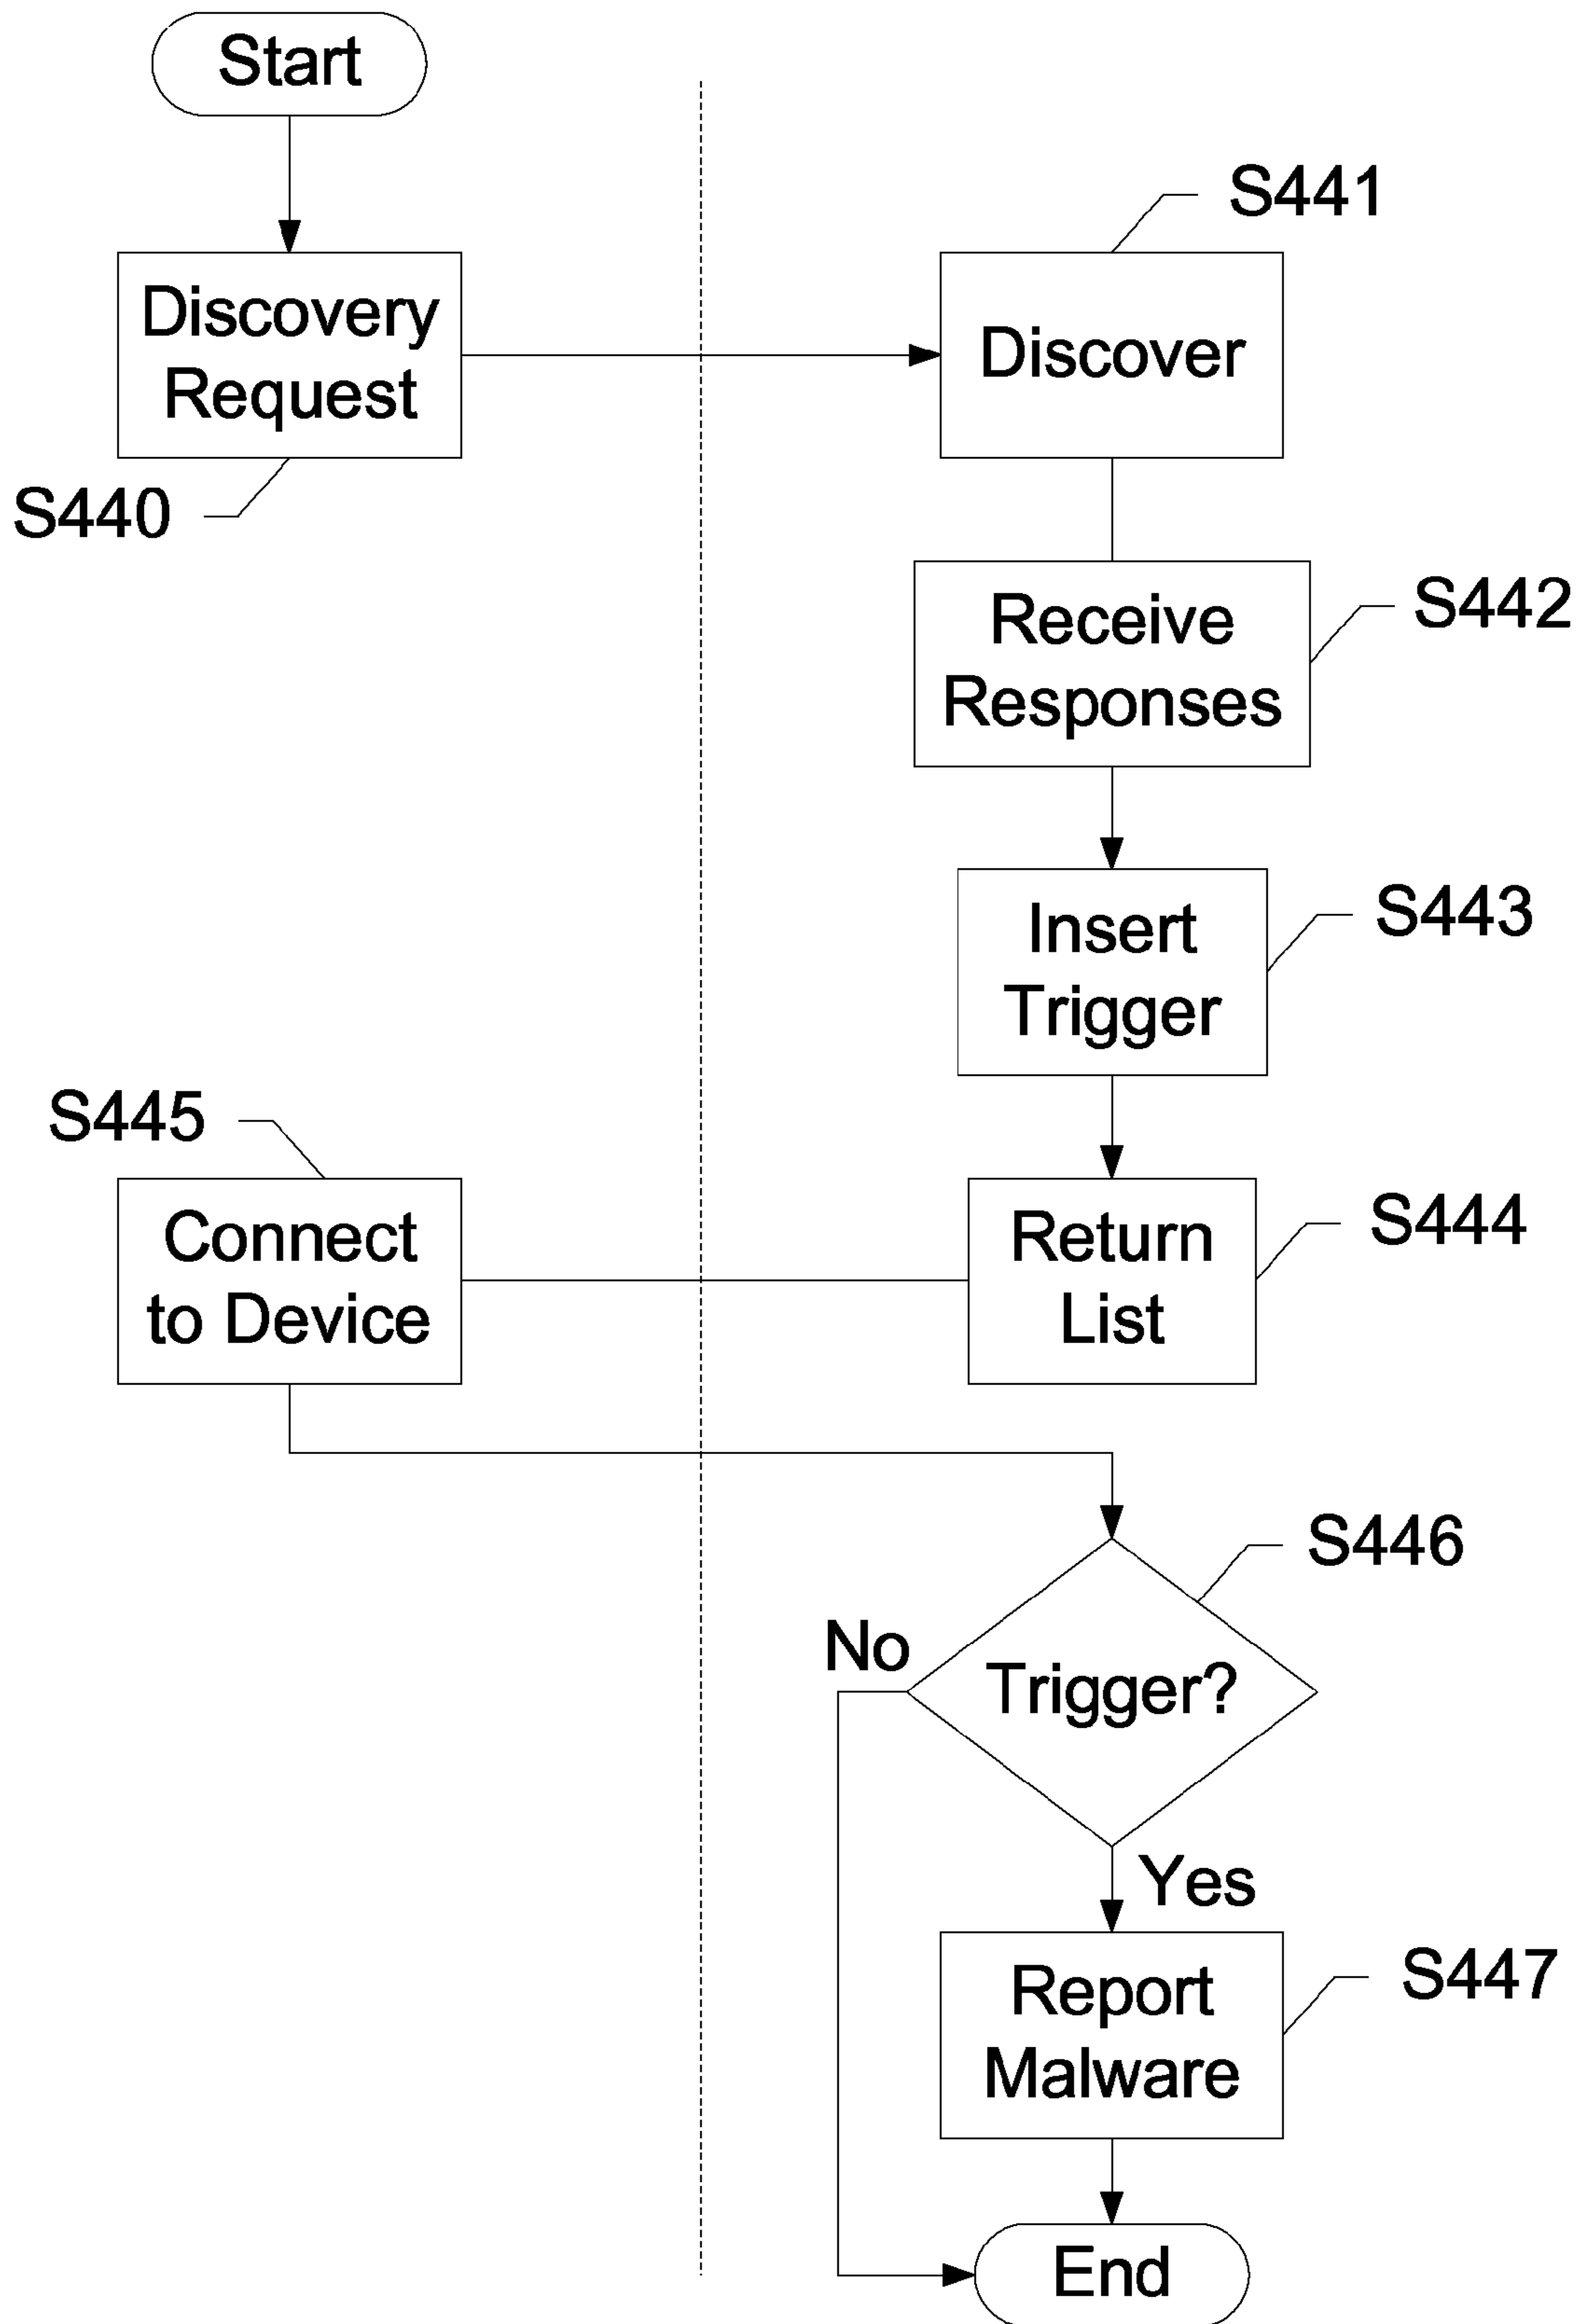 Start
Discovery
Request
S440
S441
Discover
S442
Receive
Responses
S443
Insert
Trigger
S444
Return
List
S445
Connect
to Device
S446
Trigger?
No
Yes
S447
Report
Malware
End